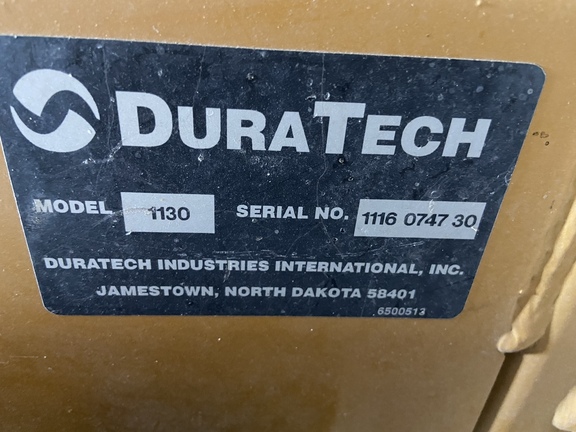 DURATECH
MODEL 1130 SERIAL NO. 1116 0747 30
DURATECH INDUSTRIES INTERNATIONAL, INC.
JAMESTOWN, NORTH DAKOTA 58401
6500513